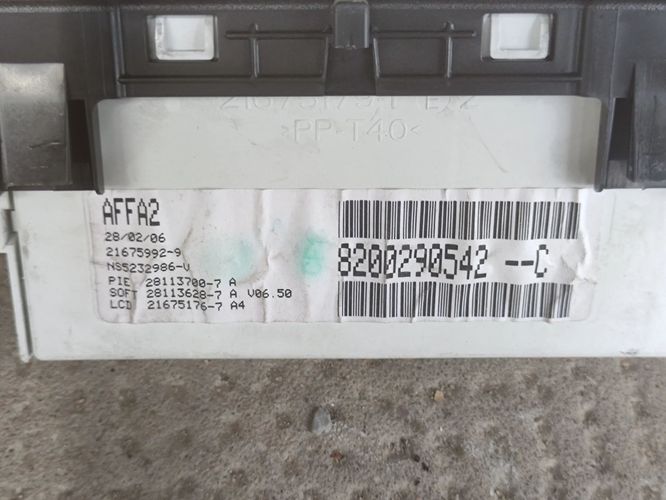 21675175-1 E/2
>PP-T40<
AFFA2
28/02/06
21675992-9
NS5232986-V
PIE 28113700-7 A
SOFT 28113628-7 A V06.50
LCD 21675176-7 A4
8200290542 --C